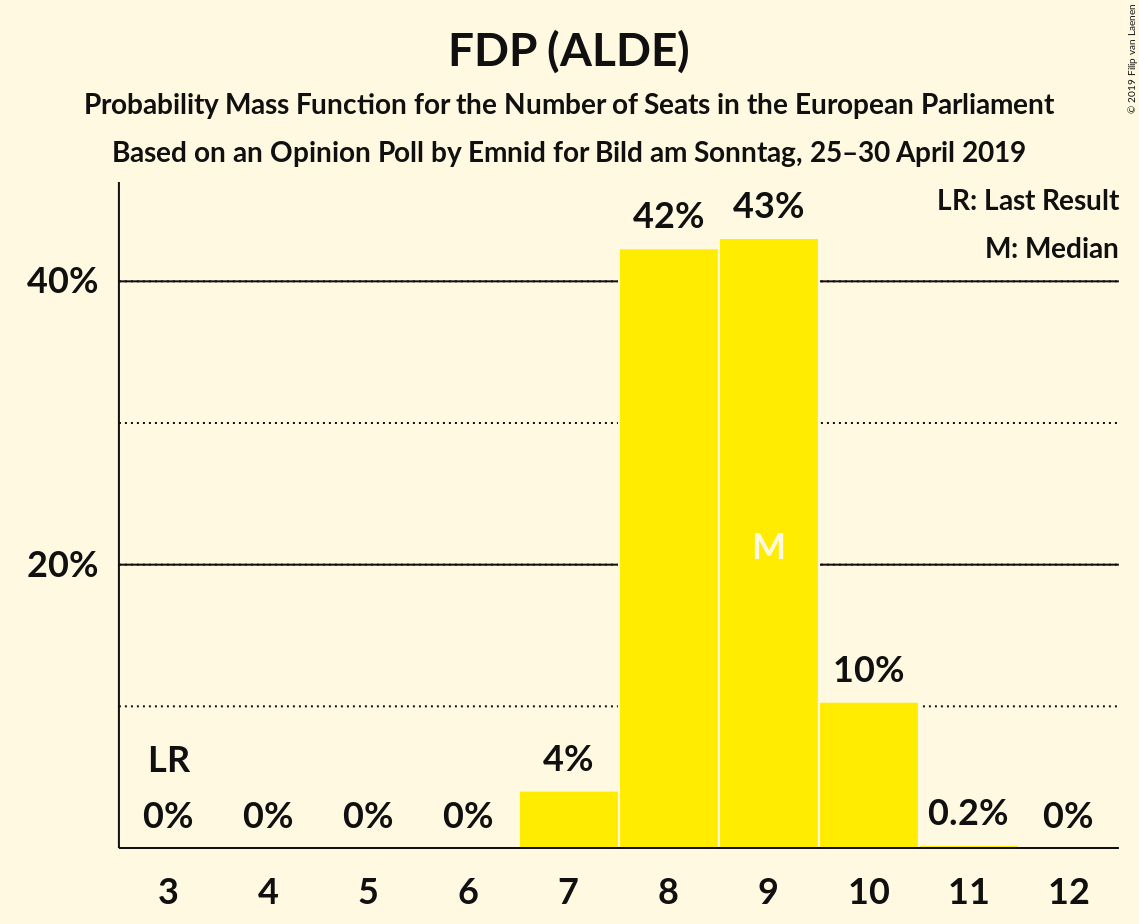 FDP (ALDE)
Probability Mass Function for the Number of Seats in the European Parliament
Based on an Opinion Poll by Emnid for Bild am Sonntag, 25–30 April 2019
© 2019 Filip van Laenen
LR: Last Result
M: Median
40%
20%
42%
43%
M
10%
4%
LR
0%
0%
0%
0%
0.2%
0%
3 4 5 6 7 8 9 10 11 12